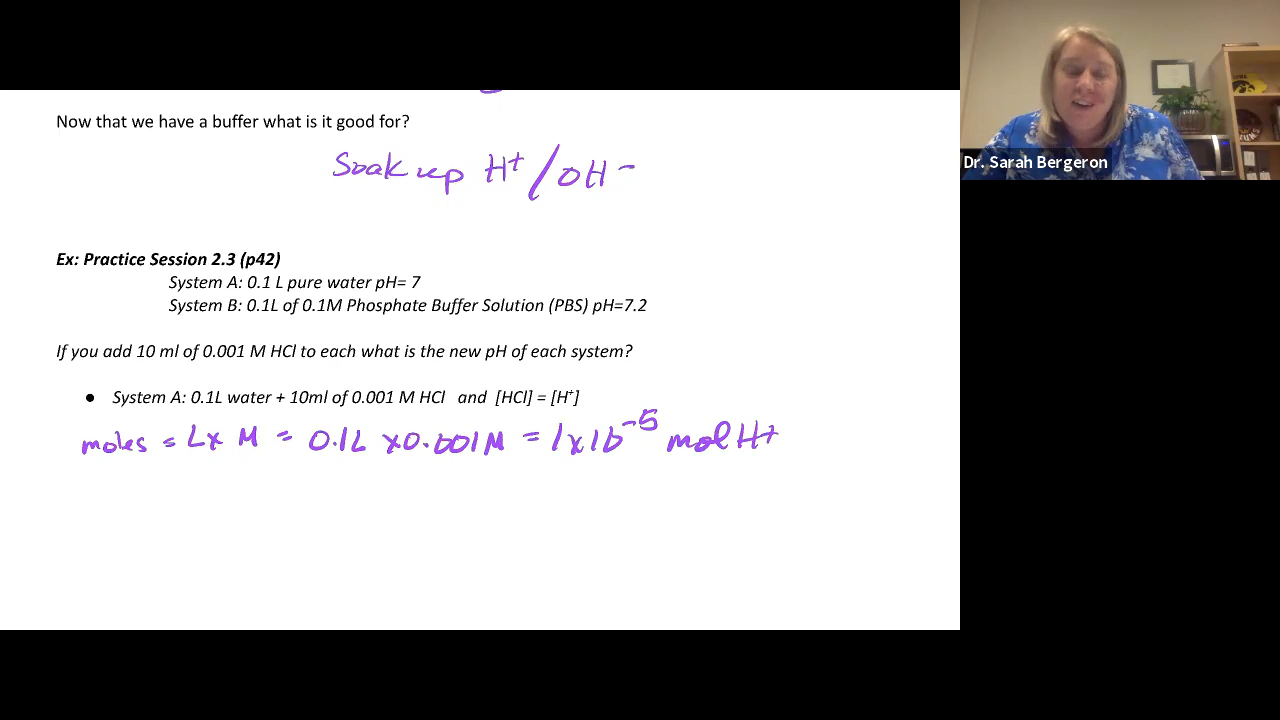 Now that we have a buffer what is it good for?
Soak up H⁺/OH⁻
Ex: Practice Session 2.3 (p42)
System A: 0.1 L pure water pH= 7
System B: 0.1L of 0.1M Phosphate Buffer Solution (PBS) pH=7.2
If you add 10 ml of 0.001 M HCl to each what is the new pH of each system?
● System A: 0.1L water + 10ml of 0.001 M HCl and [HCl] = [H⁺]
moles = L x M = 0.1L x 0.001M = 1 x 10⁻⁵ mol H⁺
Dr. Sarah Bergeron
IOWA